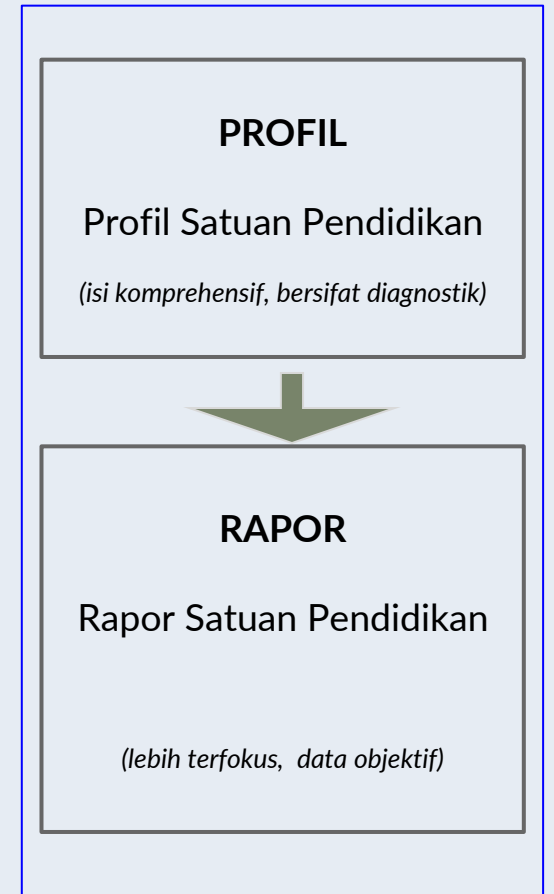 PROFIL
Profil Satuan Pendidikan
(isi komprehensif, bersifat diagnostik)
RAPOR
Rapor Satuan Pendidikan
(lebih terfokus,  data objektif)